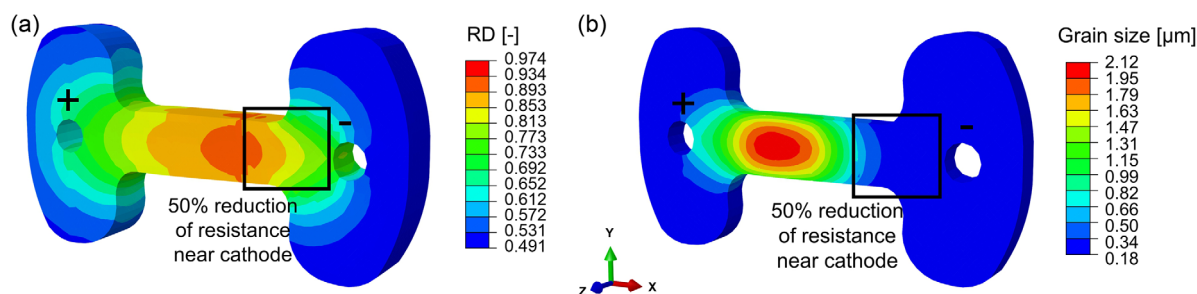 (a)
RD [-]
0.974
0.934
0.893
0.853
0.813
0.773
0.733
0.692
0.652
0.612
0.572
0.531
0.491
+
-
50% reduction
of resistance
near cathode
(b)
Grain size [µm]
2.12
1.95
1.79
1.63
1.47
1.31
1.15
0.99
0.82
0.66
0.50
0.34
0.18
+
-
50% reduction
of resistance
near cathode
Y
Z
X